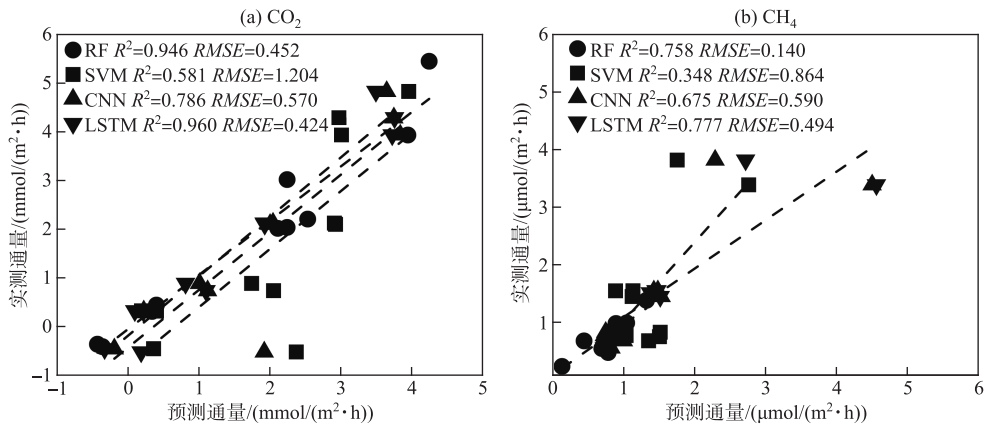 (a) CO₂
RF R²=0.946 RMSE=0.452
SVM R²=0.581 RMSE=1.204
CNN R²=0.786 RMSE=0.570
LSTM R²=0.960 RMSE=0.424
实测通量/(mmol/(m²·h))
6
5
4
3
2
1
0
−1
−1 0 1 2 3 4 5
预测通量/(mmol/(m²·h))
(b) CH₄
RF R²=0.758 RMSE=0.140
SVM R²=0.348 RMSE=0.864
CNN R²=0.675 RMSE=0.590
LSTM R²=0.777 RMSE=0.494
实测通量/(μmol/(m²·h))
6
5
4
3
2
1
0 1 2 3 4 5 6
预测通量/(μmol/(m²·h))